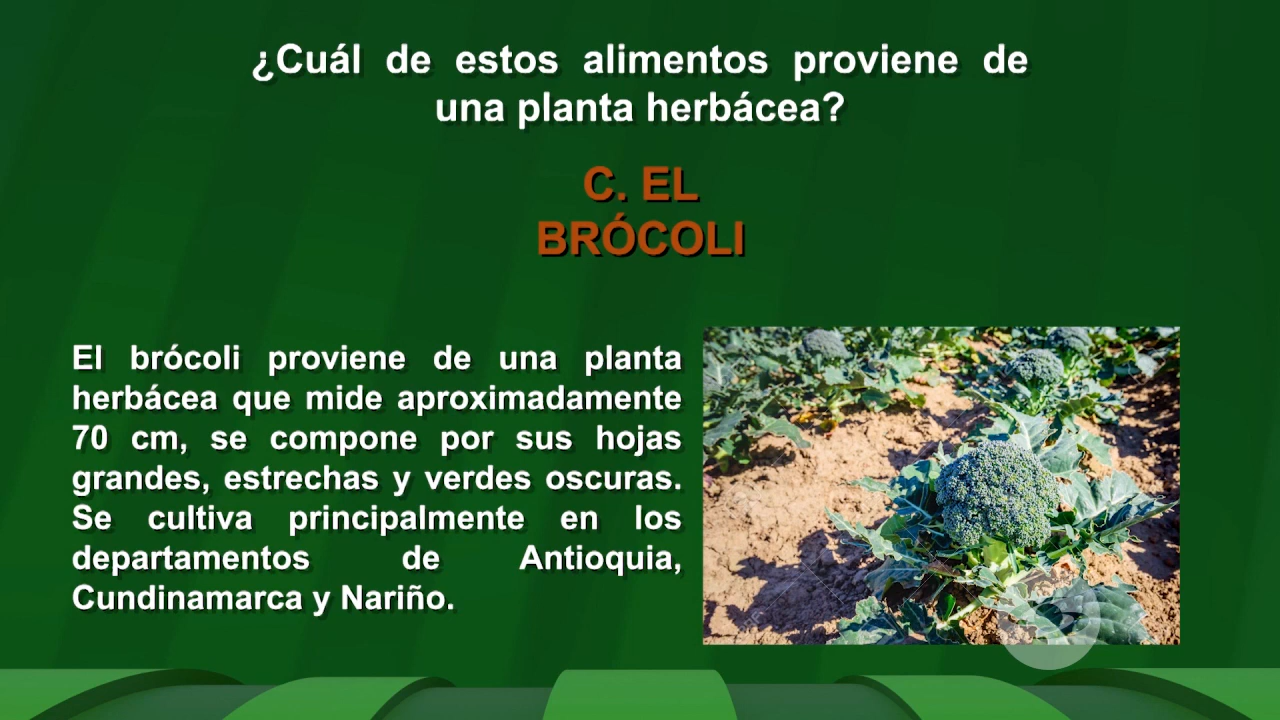 ¿Cuál de estos alimentos proviene de
una planta herbácea?
C. EL
BRÓCOLI
El brócoli proviene de una planta
herbácea que mide aproximadamente
70 cm, se compone por sus hojas
grandes, estrechas y verdes oscuras.
Se cultiva principalmente en los
departamentos de Antioquia,
Cundinamarca y Nariño.